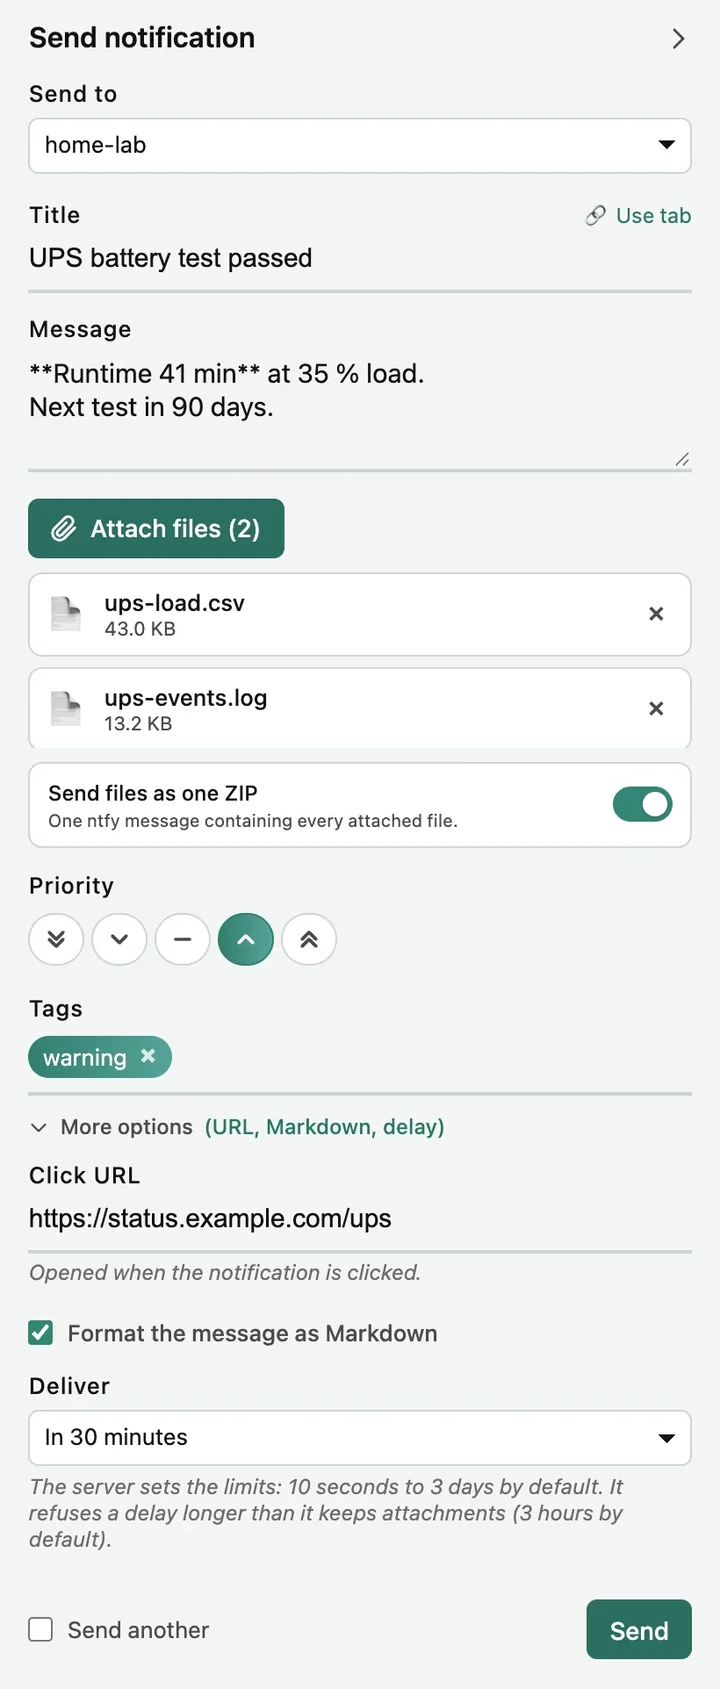 Send notification
Send to
home-lab
Title
Use tab
UPS battery test passed
Message
**Runtime 41 min** at 35 % load.
Next test in 90 days.
Attach files (2)
ups-load.csv
43.0 KB
ups-events.log
13.2 KB
Send files as one ZIP
One ntfy message containing every attached file.
Priority
Tags
warning
More options (URL, Markdown, delay)
Click URL
https://status.example.com/ups
Opened when the notification is clicked.
Format the message as Markdown
Deliver
In 30 minutes
The server sets the limits: 10 seconds to 3 days by default. It
refuses a delay longer than it keeps attachments (3 hours by
default).
Send another
Send